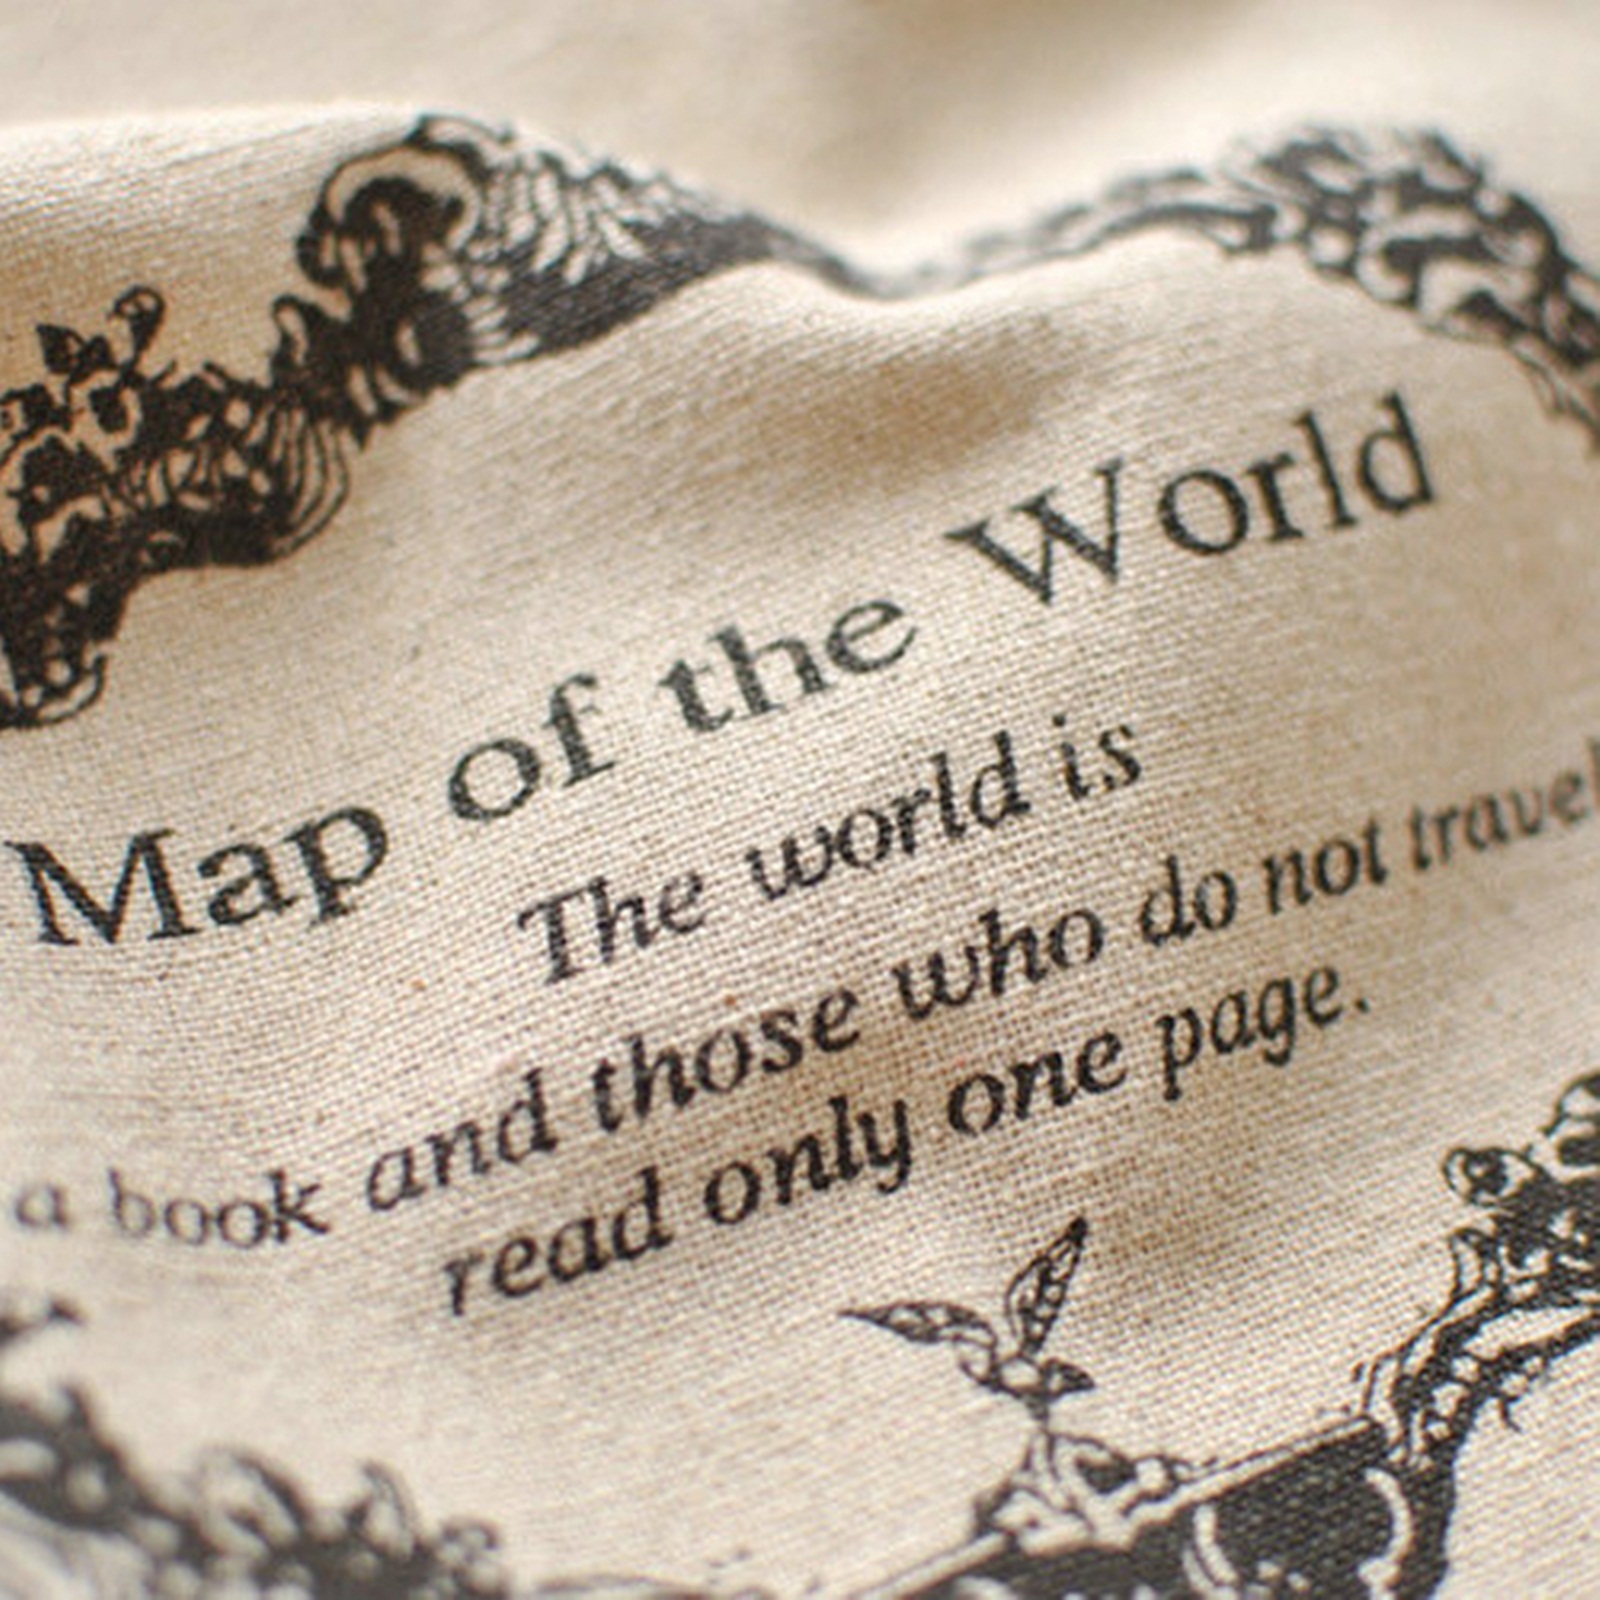 Map of the World
The world is
a book and those who do not travel
read only one page.